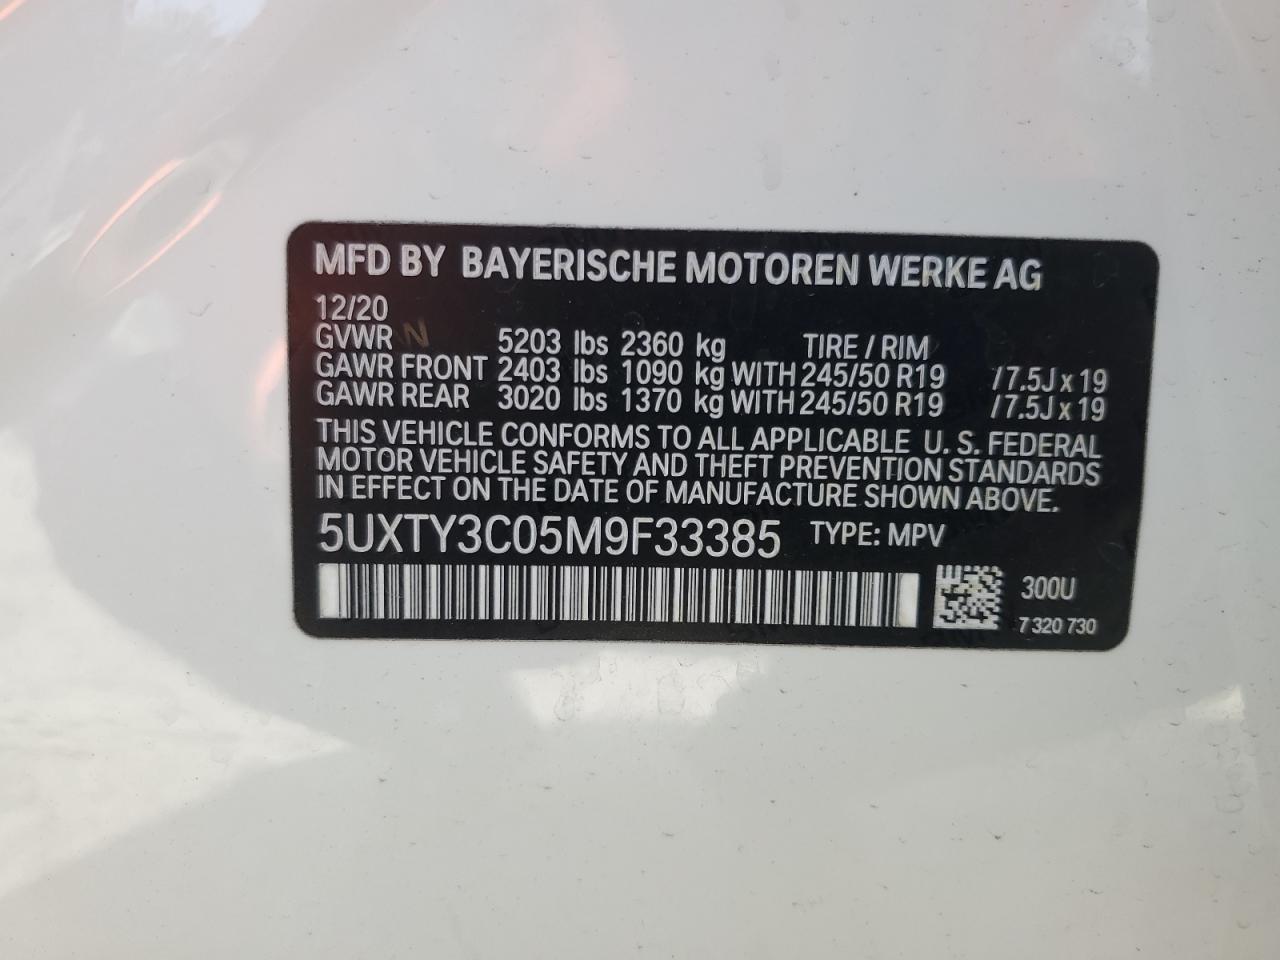 MFD BY BAYERISCHE MOTOREN WERKE AG
12/20
GVWR 5203 lbs 2360 kg TIRE / RIM
GAWR FRONT 2403 lbs 1090 kg WITH 245/50 R19 /7.5J x 19
GAWR REAR 3020 lbs 1370 kg WITH 245/50 R19 /7.5J x 19
THIS VEHICLE CONFORMS TO ALL APPLICABLE U. S. FEDERAL
MOTOR VEHICLE SAFETY AND THEFT PREVENTION STANDARDS
IN EFFECT ON THE DATE OF MANUFACTURE SHOWN ABOVE.
5UXTY3C05M9F33385 TYPE: MPV
300U
7 320 730